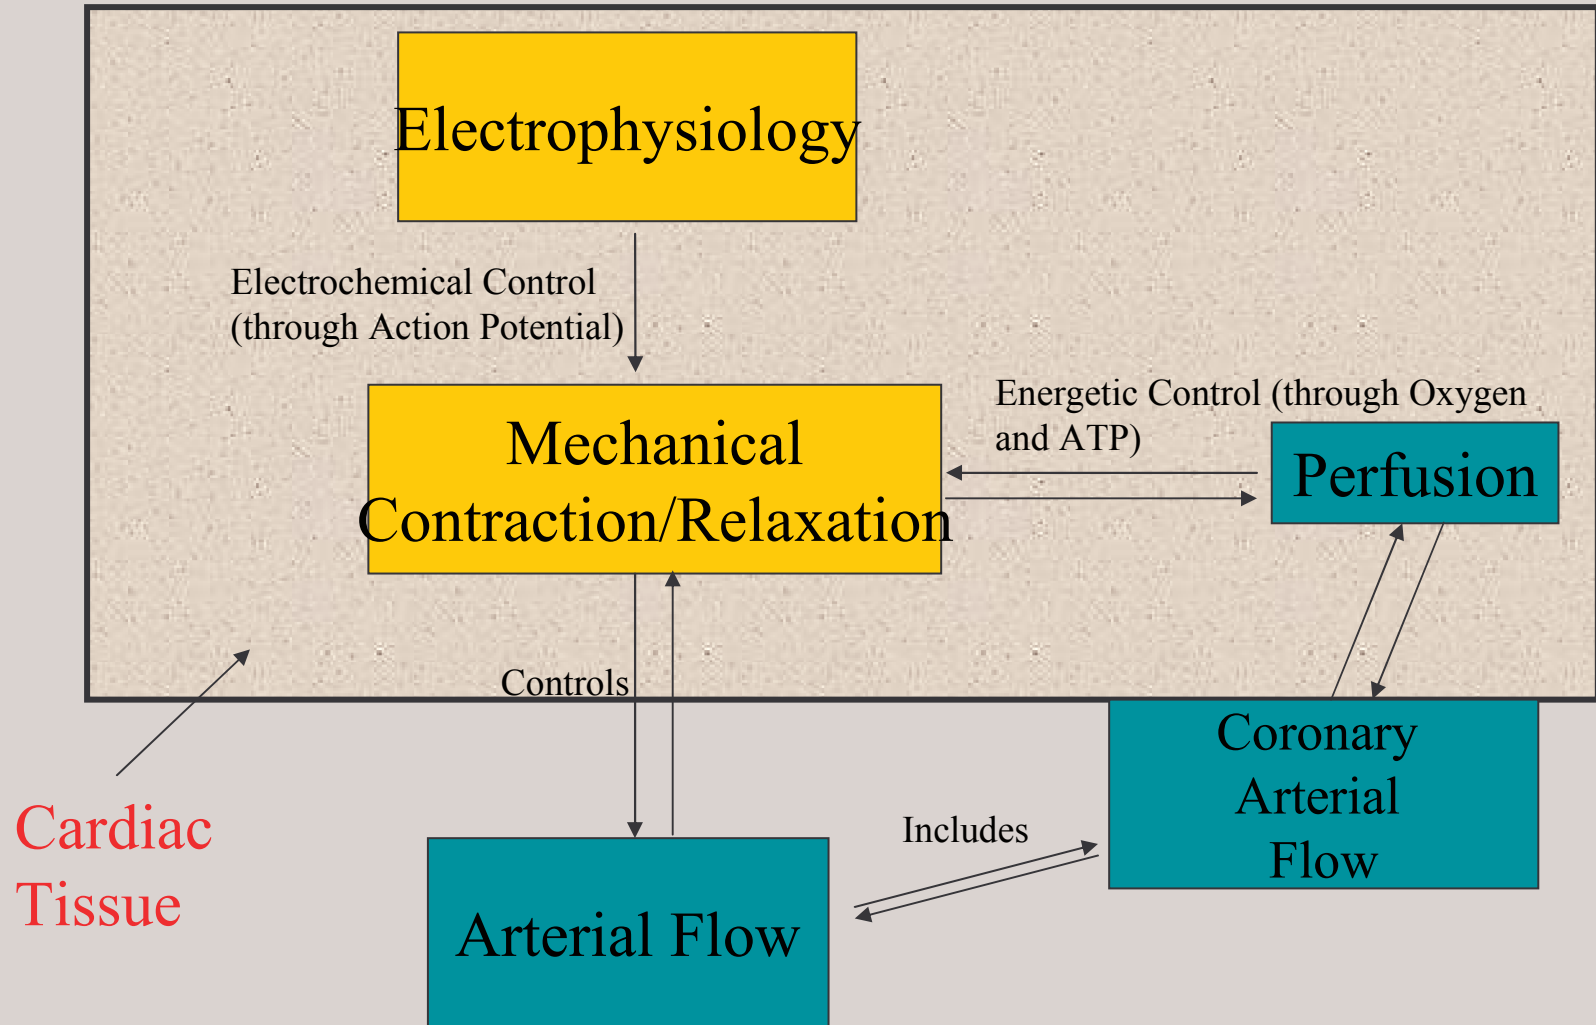 Electrophysiology
Electrochemical Control
(through Action Potential)
Energetic Control (through Oxygen
and ATP)
Mechanical
Contraction/Relaxation
Perfusion
Controls
Coronary
Arterial
Flow
Cardiac
Tissue
Includes
Arterial Flow